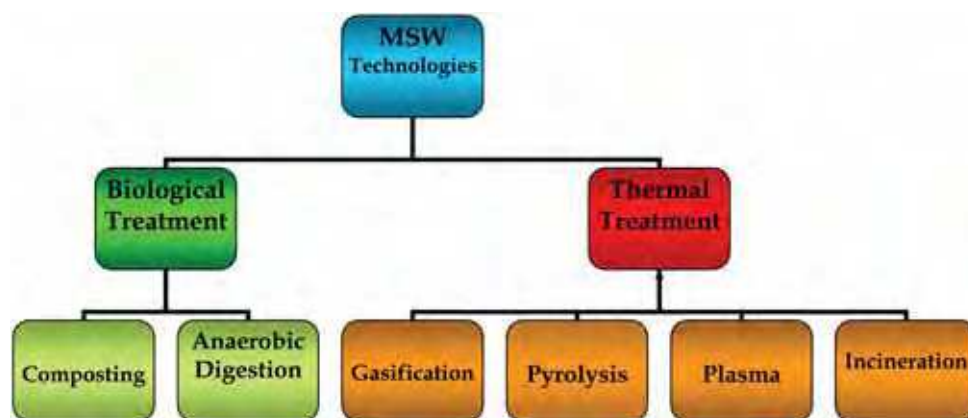 MSW
Technologies
Biological
Treatment
Thermal
Treatment
Composting
Anaerobic
Digestion
Gasification
Pyrolysis
Plasma
Incineration